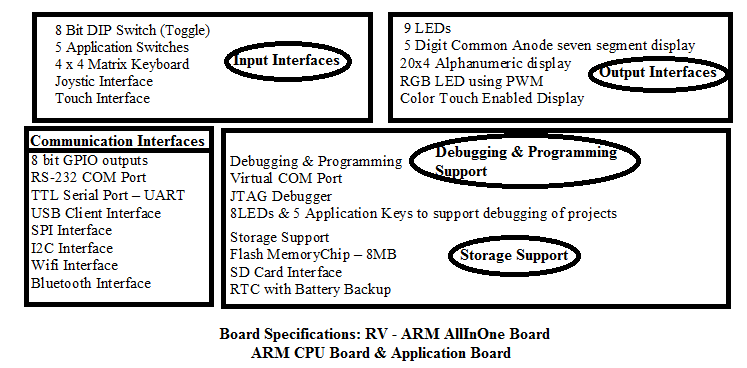 8 Bit DIP Switch (Toggle)
5 Application Switches
4 x 4 Matrix Keyboard
Joystic Interface
Touch Interface
Input Interfaces
9 LEDs
5 Digit Common Anode seven segment display
20x4 Alphanumeric display
RGB LED using PWM
Color Touch Enabled Display
Output Interfaces
Communication Interfaces
8 bit GPIO outputs
RS-232 COM Port
TTL Serial Port – UART
USB Client Interface
SPI Interface
I2C Interface
Wifi Interface
Bluetooth Interface
Debugging & Programming
Virtual COM Port
JTAG Debugger
8LEDs & 5 Application Keys to support debugging of projects
Debugging & Programming
Support
Storage Support
Flash MemoryChip – 8MB
SD Card Interface
RTC with Battery Backup
Storage Support
Board Specifications: RV - ARM AllInOne Board
ARM CPU Board & Application Board